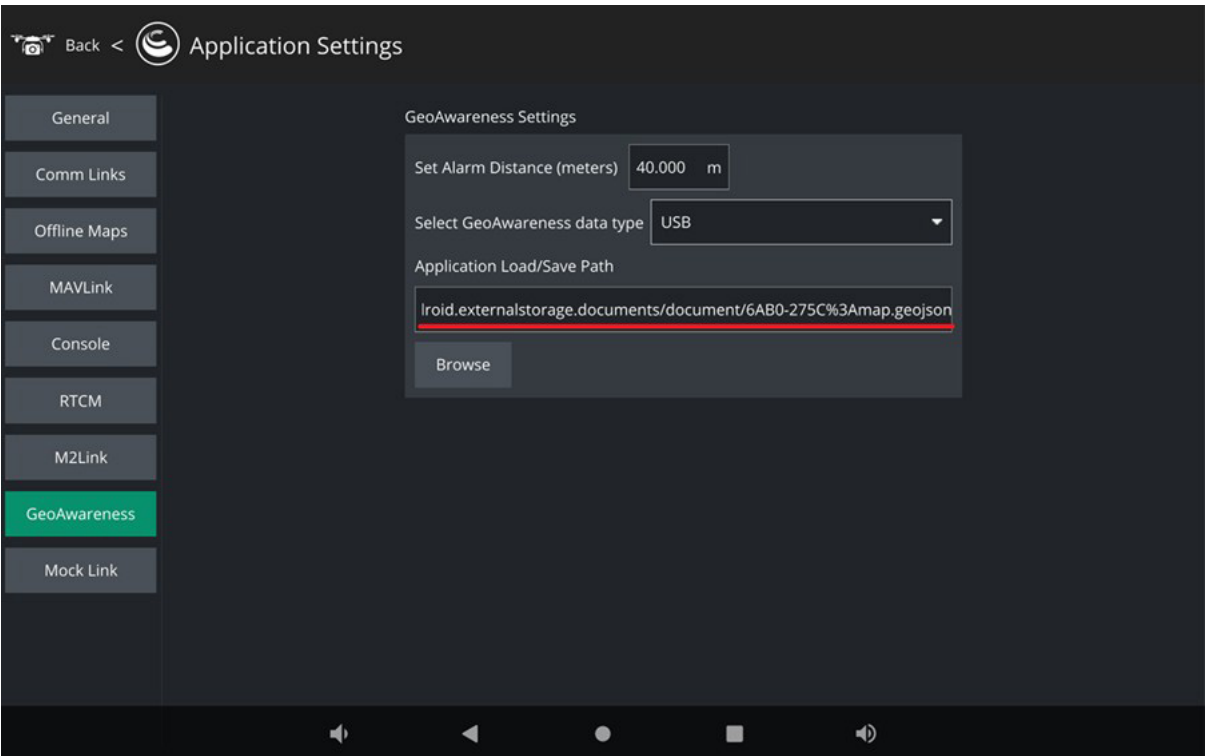 Back < Application Settings
General
Comm Links
Offline Maps
MAVLink
Console
RTCM
M2Link
GeoAwareness
Mock Link
GeoAwareness Settings
Set Alarm Distance (meters) 40.000 m
Select GeoAwareness data type USB
Application Load/Save Path
lroid.externalstorage.documents/document/6AB0-275C%3Amap.geojson
Browse